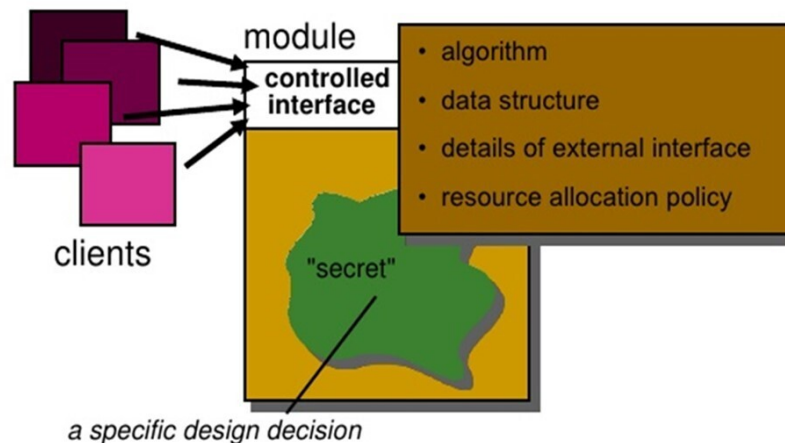 module
controlled
interface
• algorithm
• data structure
• details of external interface
• resource allocation policy
clients
"secret"
a specific design decision